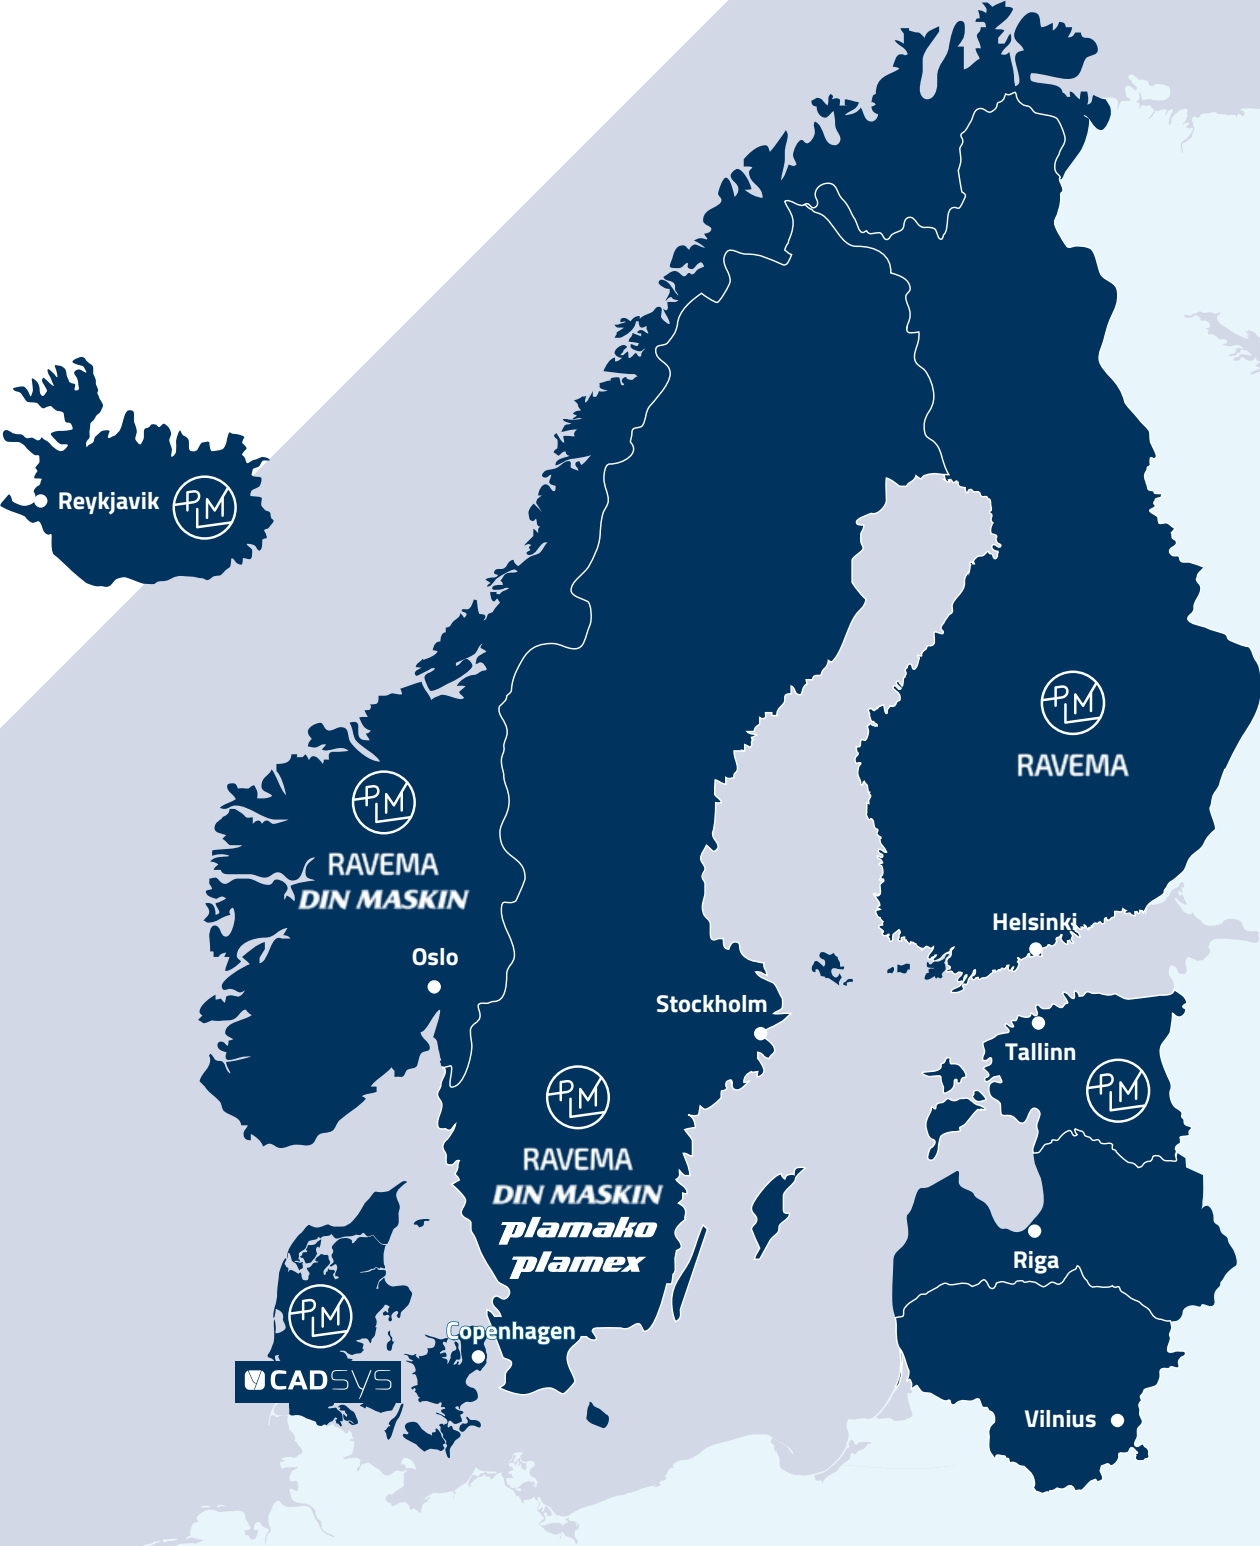 Reykjavik
PLM
PLM
RAVEMA
PLM
RAVEMA
DIN MASKIN
Helsinki
Oslo
Stockholm
Tallinn
PLM
PLM
RAVEMA
DIN MASKIN
plamako
plamex
Riga
PLM
Copenhagen
CADSYS
Vilnius